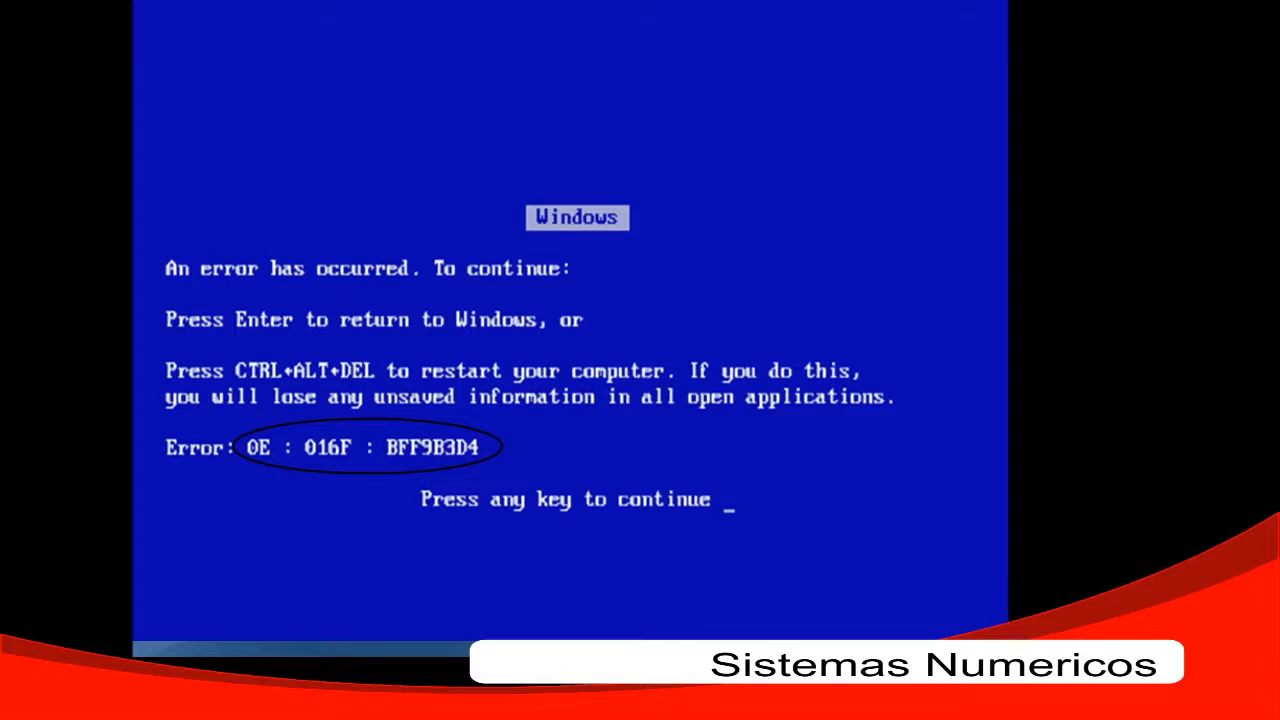 Windows
An error has occurred. To continue:
Press Enter to return to Windows, or
Press CTRL+ALT+DEL to restart your computer. If you do this,
you will lose any unsaved information in all open applications.
Error: 0E : 016F : BFF9B3D4
Press any key to continue _
Sistemas Numericos